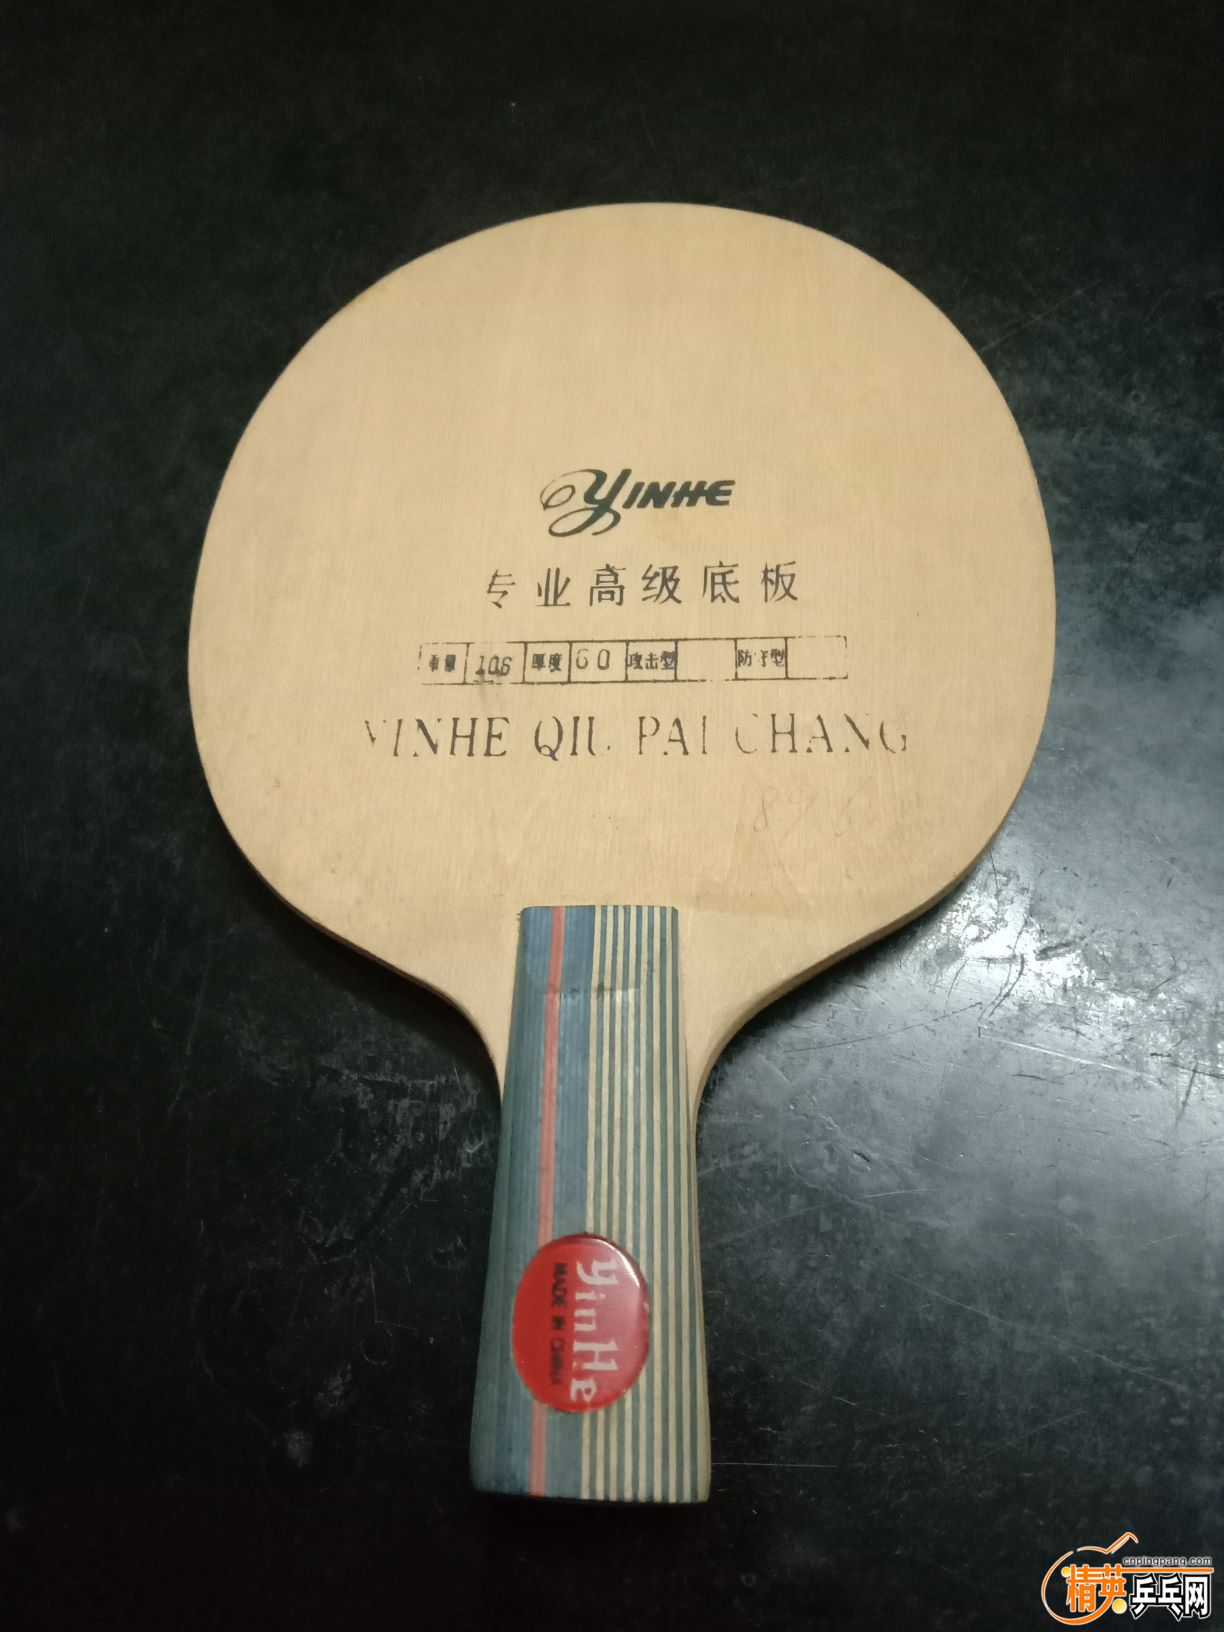 YINHE
专业高级底板
重量 106 厚度 60 攻击型 防守型
YINHE QIU PAI CHANG
896
yinHe
MADE IN CHINA
cnpingpang.com
精英乒乓网